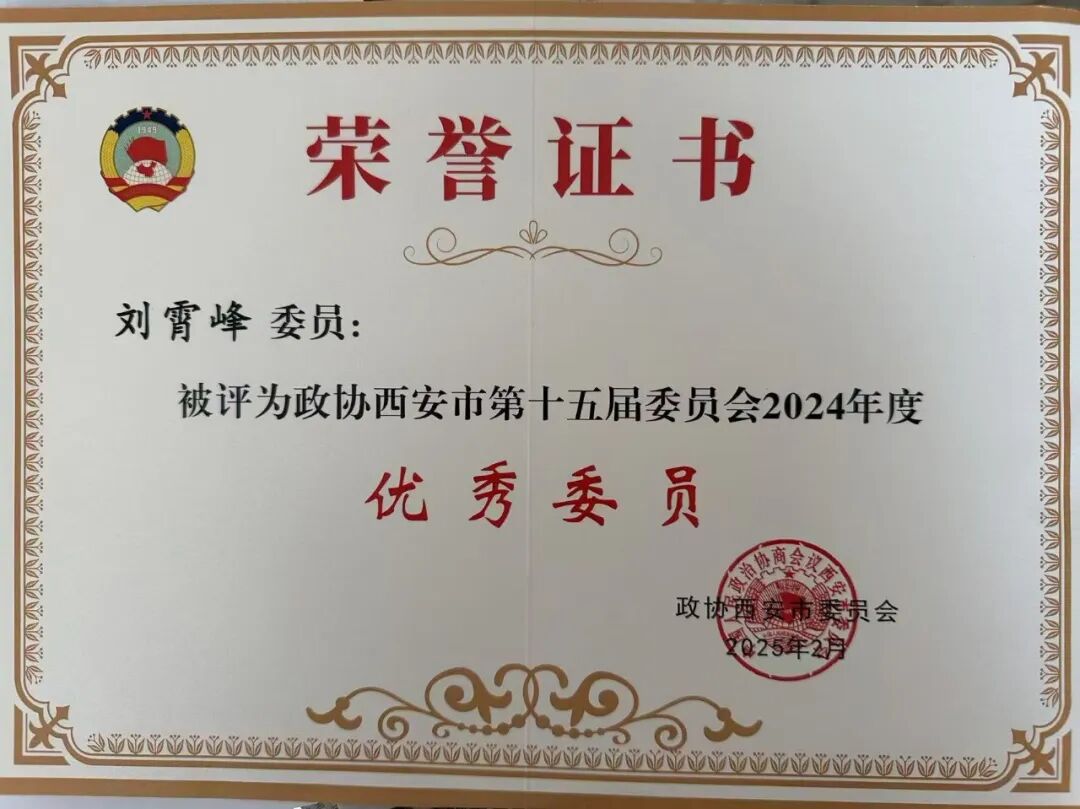 1949
荣誉证书
刘霄峰 委员：
被评为政协西安市第十五届委员会2024年度
优秀委员
政协西安市委员会
2025年2月